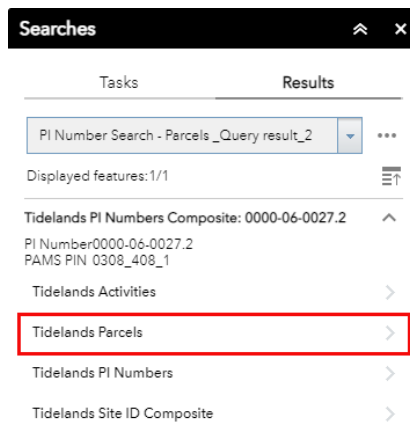 Searches
Tasks Results
PI Number Search - Parcels _Query result_2
Displayed features:1/1
Tidelands PI Numbers Composite: 0000-06-0027.2
PI Number0000-06-0027.2
PAMS PIN 0308_408_1
Tidelands Activities
Tidelands Parcels
Tidelands PI Numbers
Tidelands Site ID Composite